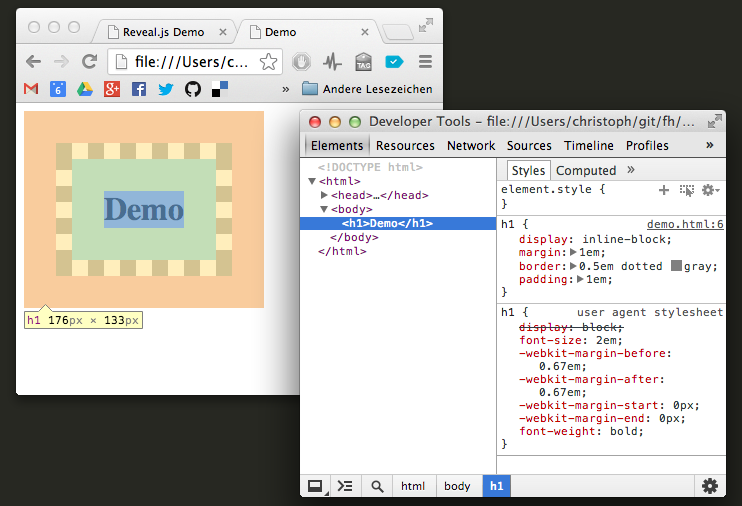 Reveal.js Demo
Demo
file:///Users/c...
TAG
6
Andere Lesezeichen
Demo
h1 176px × 133px
Developer Tools - file:///Users/christoph/git/fh/...
Elements Resources Network Sources Timeline Profiles »
<!DOCTYPE html>
▼<html>
▶<head>…</head>
▼<body>
<h1>Demo</h1>
</body>
</html>
Styles Computed »
element.style {
}
h1 { demo.html:6
display: inline-block;
margin:▶1em;
border:▶0.5em dotted gray;
padding:▶1em;
}
h1 { user agent stylesheet
display: block;
font-size: 2em;
-webkit-margin-before:
0.67em;
-webkit-margin-after:
0.67em;
-webkit-margin-start: 0px;
-webkit-margin-end: 0px;
font-weight: bold;
}
html body h1